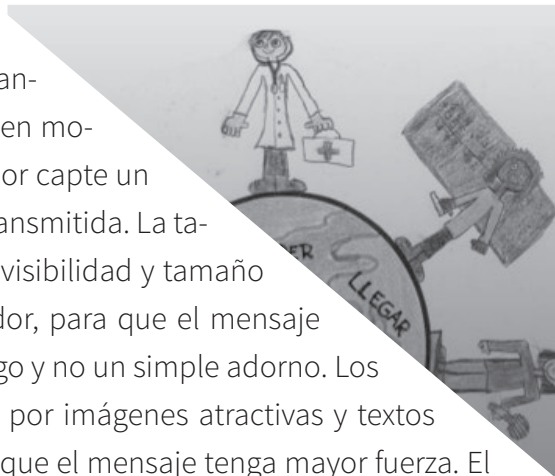 an-
en mo-
or capte un
ansmitida. La ta-
visibilidad y tamaño
dor, para que el mensaje
go y no un simple adorno. Los
por imágenes atractivas y textos
que el mensaje tenga mayor fuerza. El
ER
LLEGAR